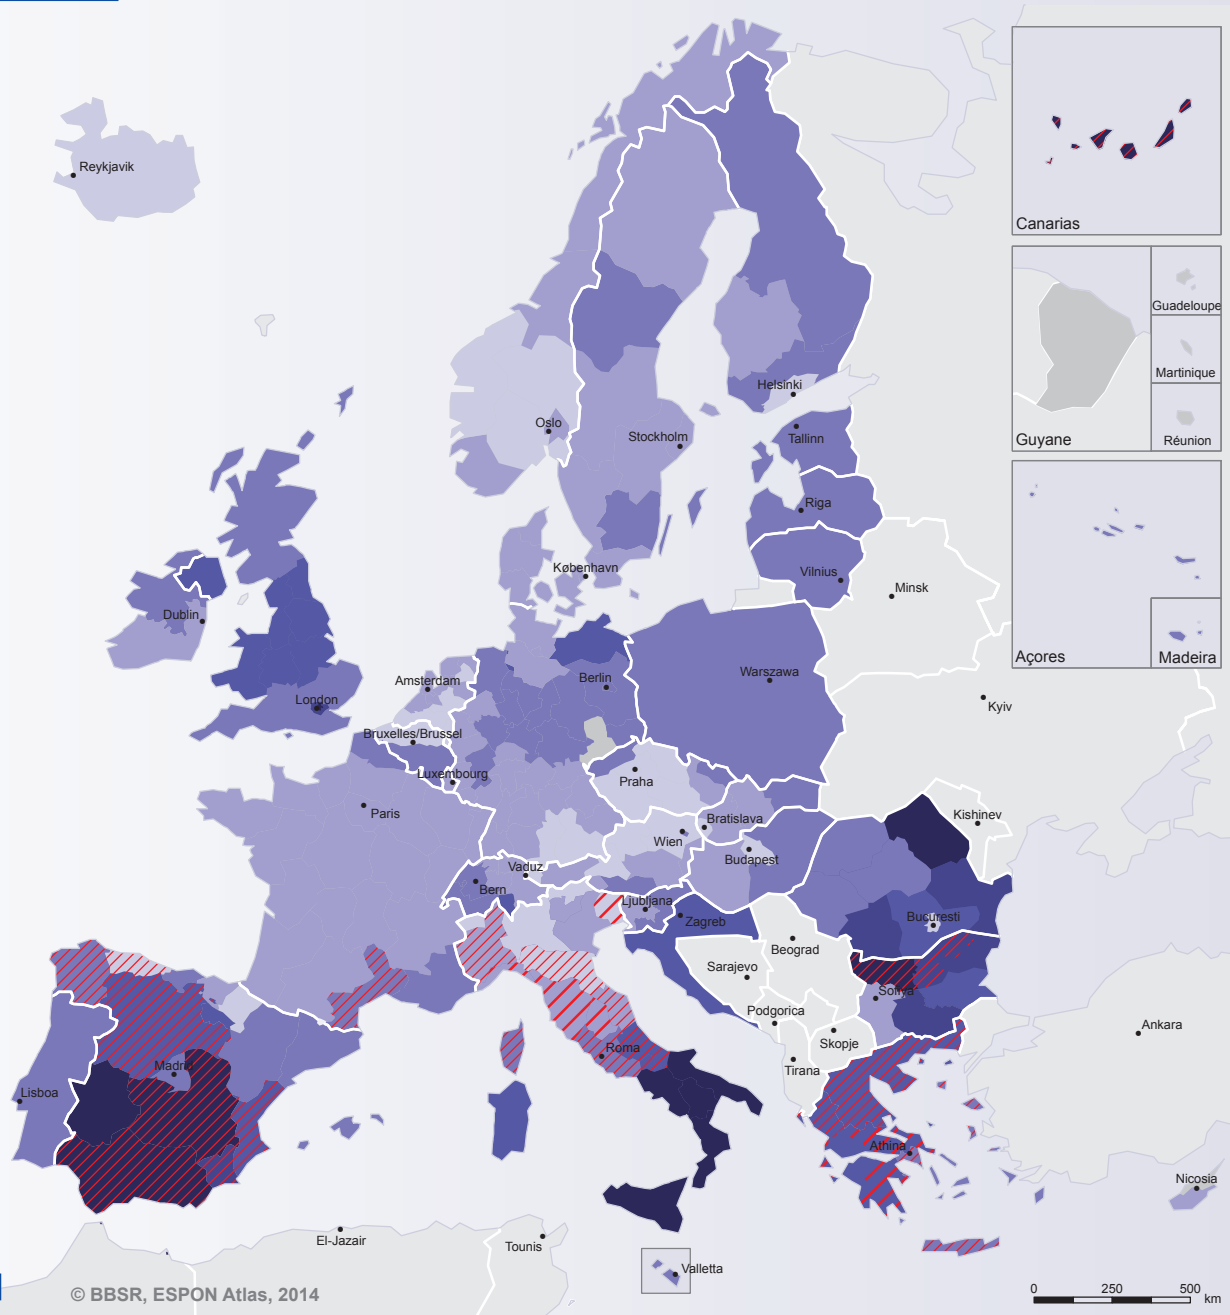 Reykjavik
Canarias
Guadeloupe
Martinique
Guyane
Réunion
Helsinki
Oslo
Stockholm
Tallinn
Riga
København
Vilnius
Minsk
Dublin
Açores
Madeira
Warszawa
Amsterdam
Berlin
London
Kyiv
Bruxelles/Brussel
Luxembourg
Praha
Paris
Kishinev
Bratislava
Wien
Budapest
Vaduz
Bern
Ljubljana
Zagreb
Bucuresti
Beograd
Sarajevo
Sofiya
Podgorica
Ankara
Skopje
Roma
Madrid
Tirana
Lisboa
Athina
Nicosia
El-Jazair
Tounis
Valletta
© BBSR, ESPON Atlas, 2014
0 250 500
km